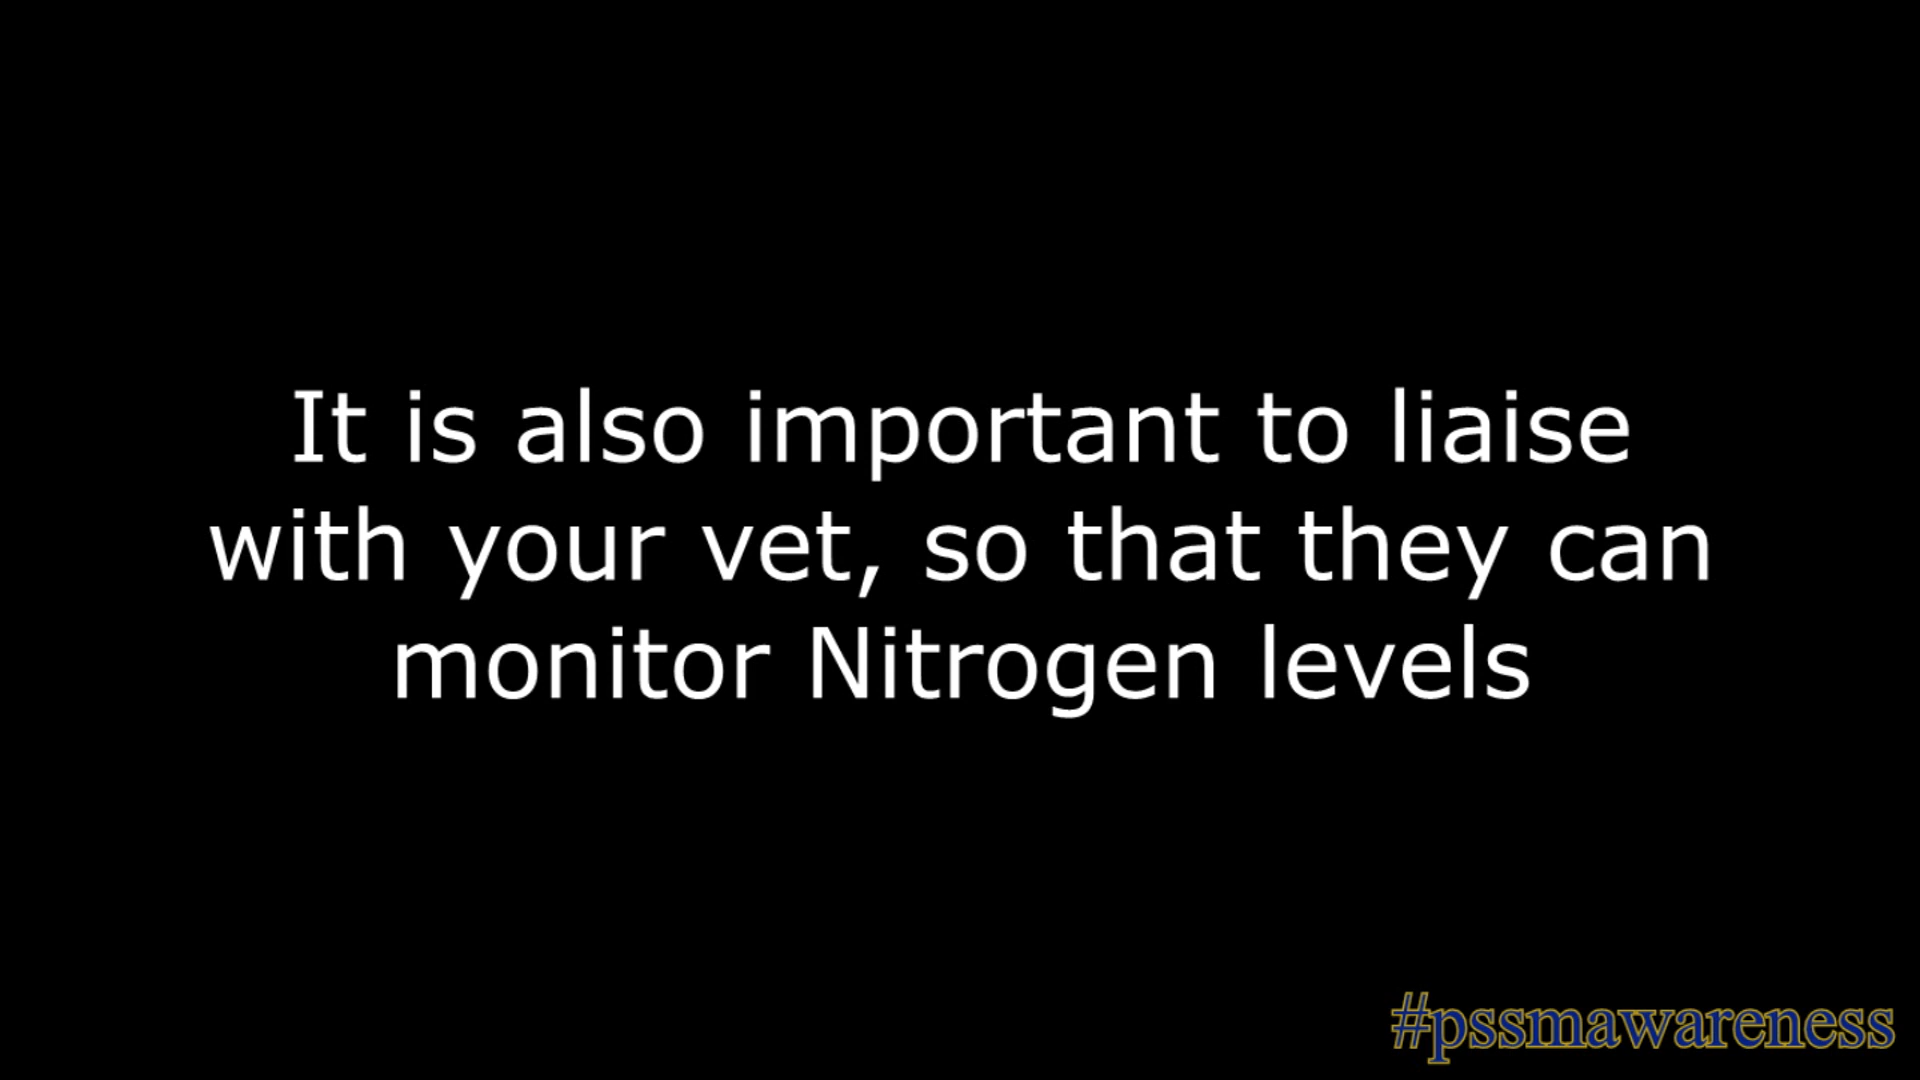 It is also important to liaise
with your vet, so that they can
monitor Nitrogen levels
#pssmawareness